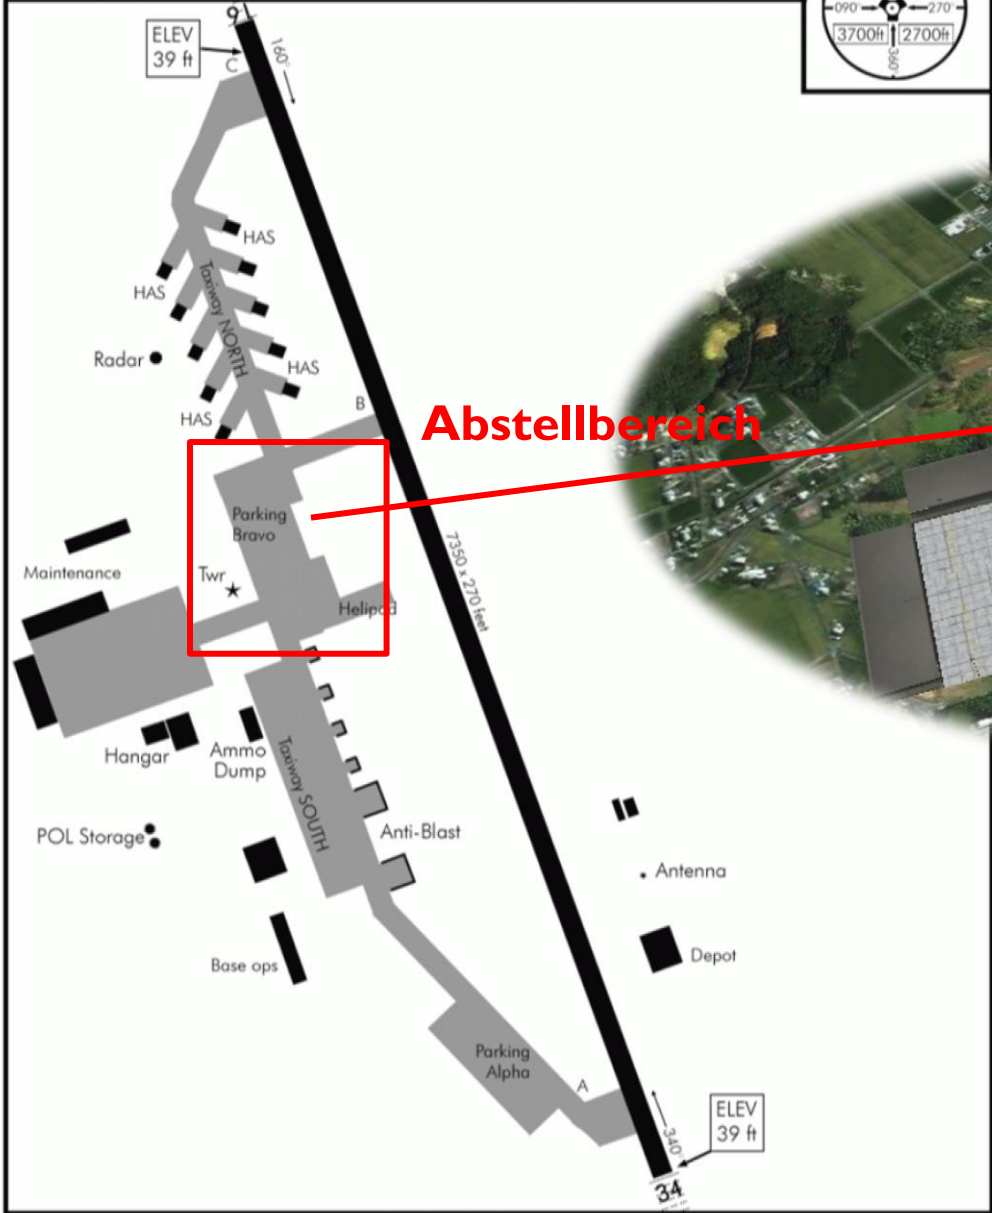 16
ELEV
39 ft
C
160°
090°
270°
3700ft
2700ft
360°
HAS
HAS
Taxiway NORTH
Radar
HAS
HAS
B
Abstellbereich
Parking
Bravo
7350 x 270 feet
Maintenance
Twr
Helipad
Hangar
Ammo
Dump
Taxiway SOUTH
POL Storage
Anti-Blast
Antenna
Base ops
Depot
Parking
Alpha
A
ELEV
39 ft
340°
34